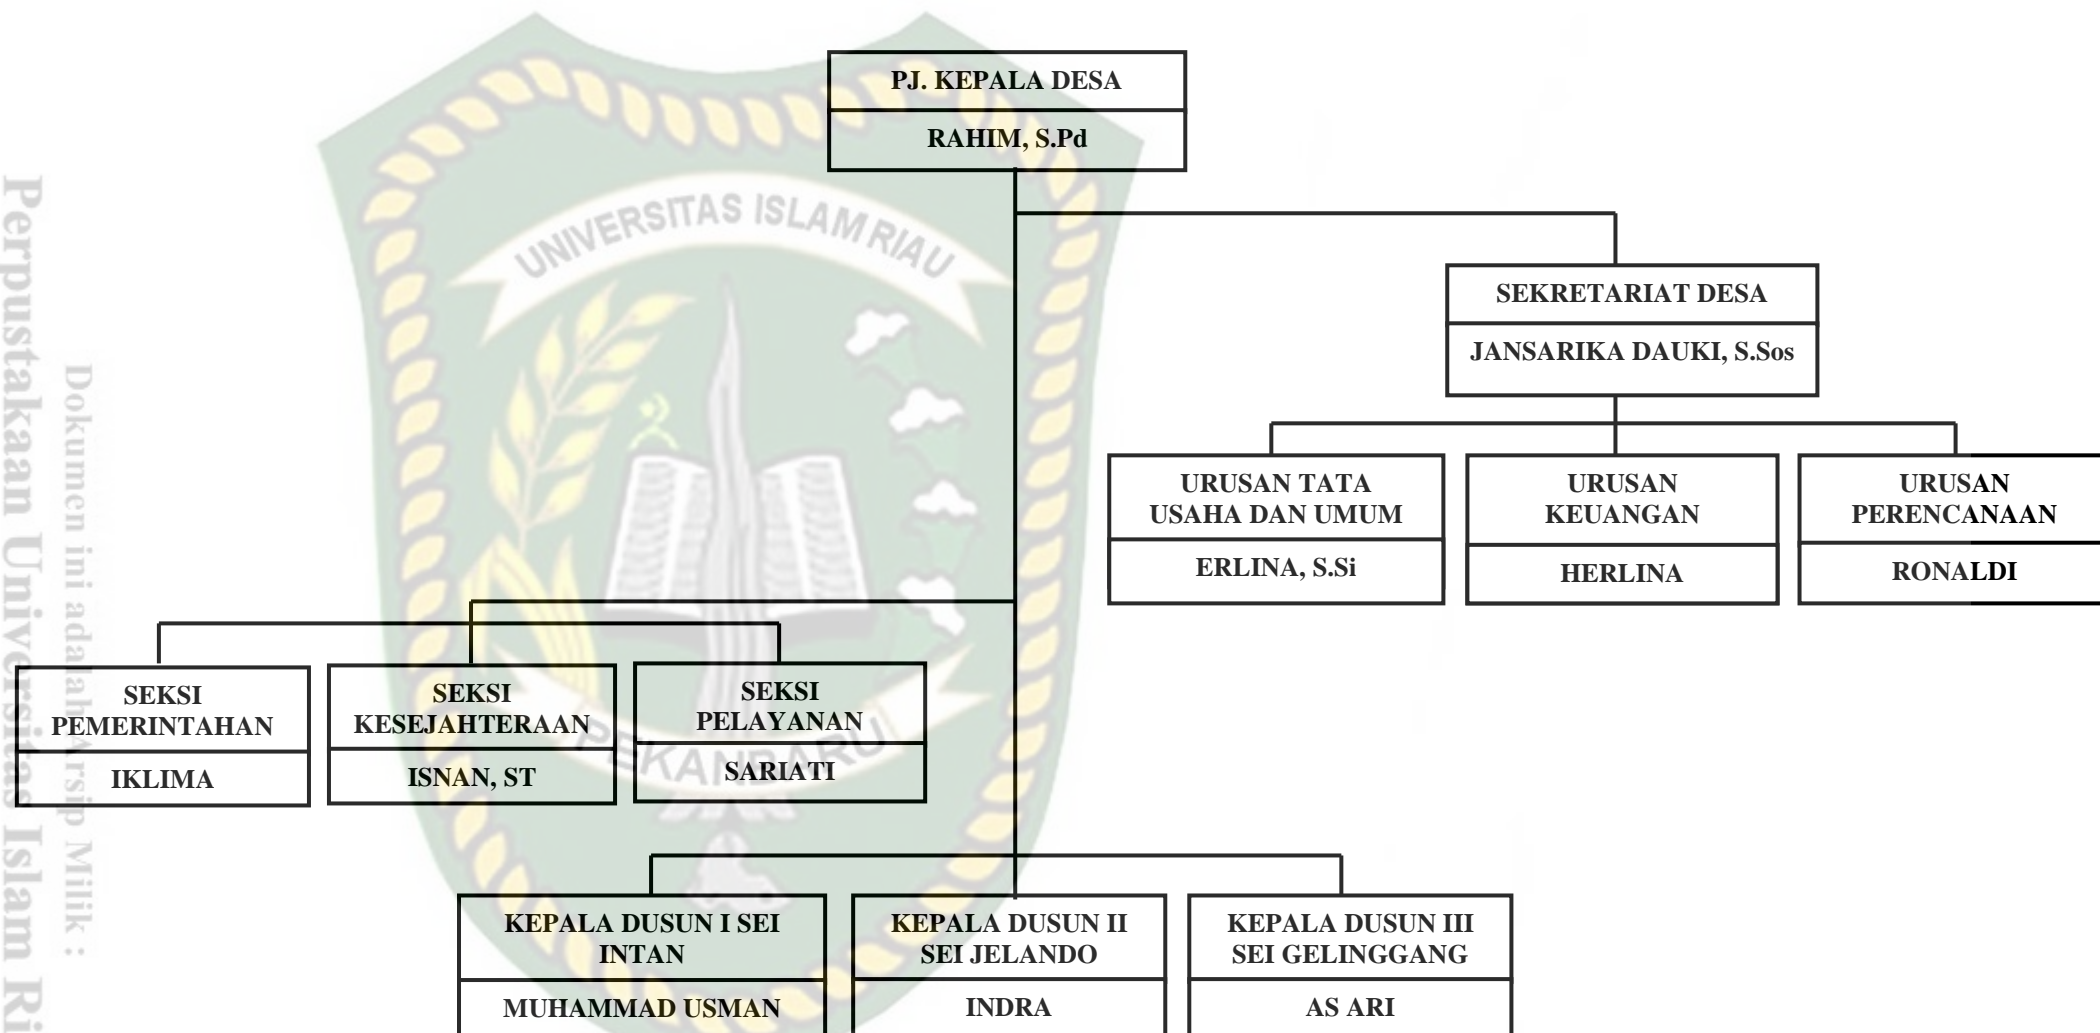 PJ. KEPALA DESA
RAHIM, S.Pd
SEKRETARIAT DESA
JANSARIKA DAUKI, S.Sos
URUSAN TATA
USAHA DAN UMUM
ERLINA, S.Si
URUSAN
KEUANGAN
HERLINA
URUSAN
PERENCANAAN
RONALDI
SEKSI
PEMERINTAHAN
IKLIMA
SEKSI
KESEJAHTERAAN
ISNAN, ST
SEKSI
PELAYANAN
SARIATI
KEPALA DUSUN I SEI
INTAN
MUHAMMAD USMAN
KEPALA DUSUN II
SEI JELANDO
INDRA
KEPALA DUSUN III
SEI GELINGGANG
AS ARI
UNIVERSITAS ISLAM RIAU
PEKANBARU
Dokumen ini adalah Arsip Milik :
Perpustakaan Universitas Islam Ri